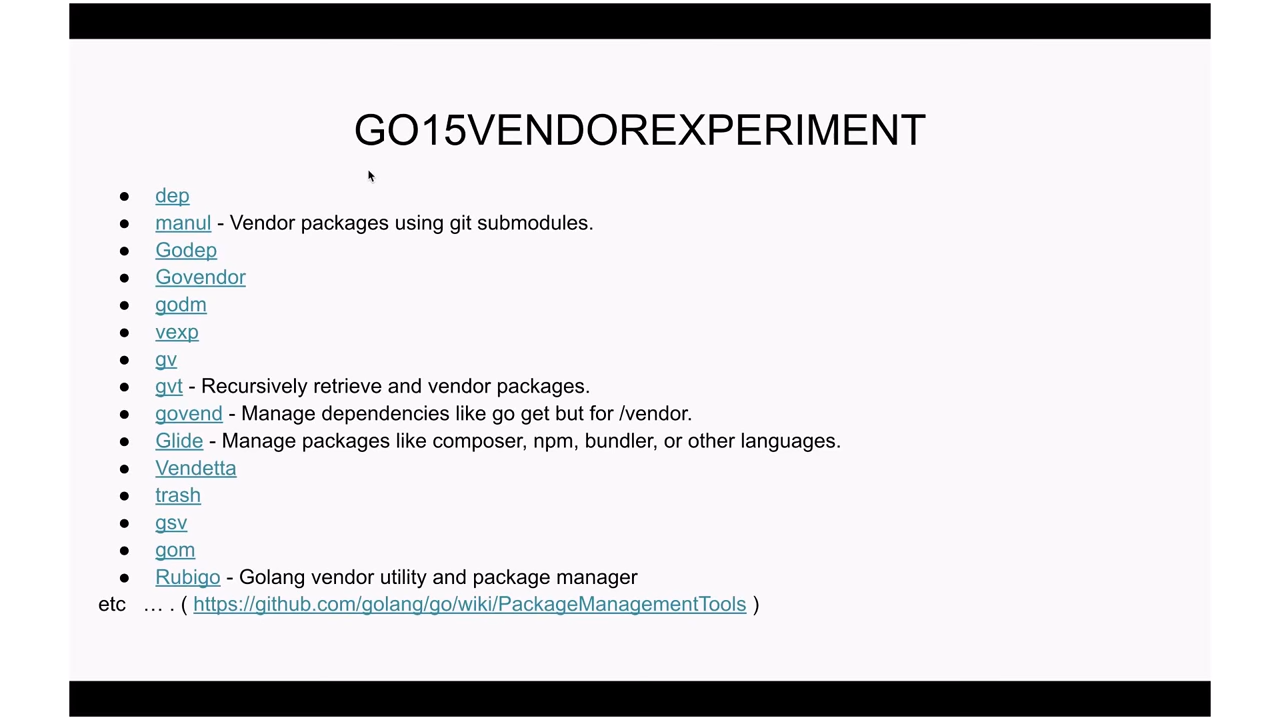 GO15VENDOREXPERIMENT
● dep
● manul - Vendor packages using git submodules.
● Godep
● Govendor
● godm
● vexp
● gv
● gvt - Recursively retrieve and vendor packages.
● govend - Manage dependencies like go get but for /vendor.
● Glide - Manage packages like composer, npm, bundler, or other languages.
● Vendetta
● trash
● gsv
● gom
● Rubigo - Golang vendor utility and package manager
etc … . ( https://github.com/golang/go/wiki/PackageManagementTools )